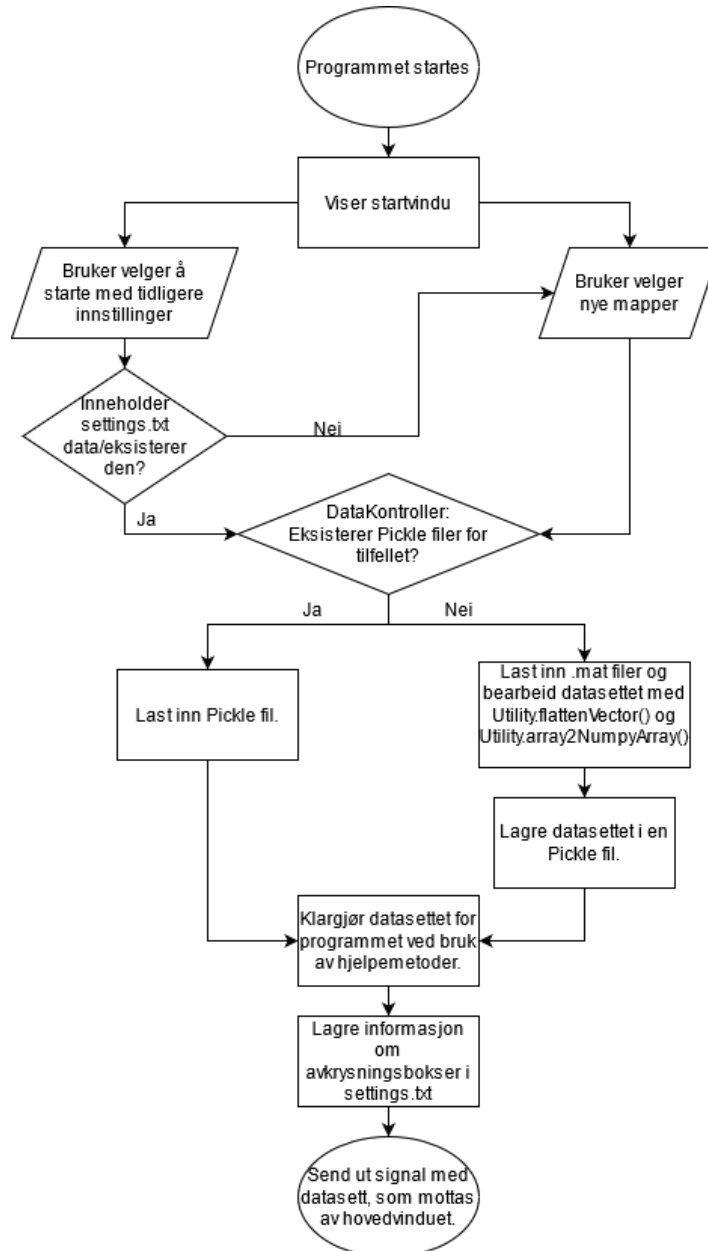 Programmet startes
Viser startvindu
Bruker velger å
starte med tidligere
innstillinger
Bruker velger
nye mapper
Inneholder
settings.txt
data/eksisterer
den?
Nei
Ja
DataKontroller:
Eksisterer Pickle filer for
tilfellet?
Ja
Nei
Last inn Pickle fil.
Last inn .mat filer og
bearbeid datasettet med
Utility.flattenVector() og
Utility.array2NumpyArray()
Lagre datasettet i en
Pickle fil.
Klargjør datasettet for
programmet ved bruk
av hjelpemetoder.
Lagre informasjon
om
avkrysningsbokser i
settings.txt
Send ut signal med
datasett, som mottas
av hovedvinduet.